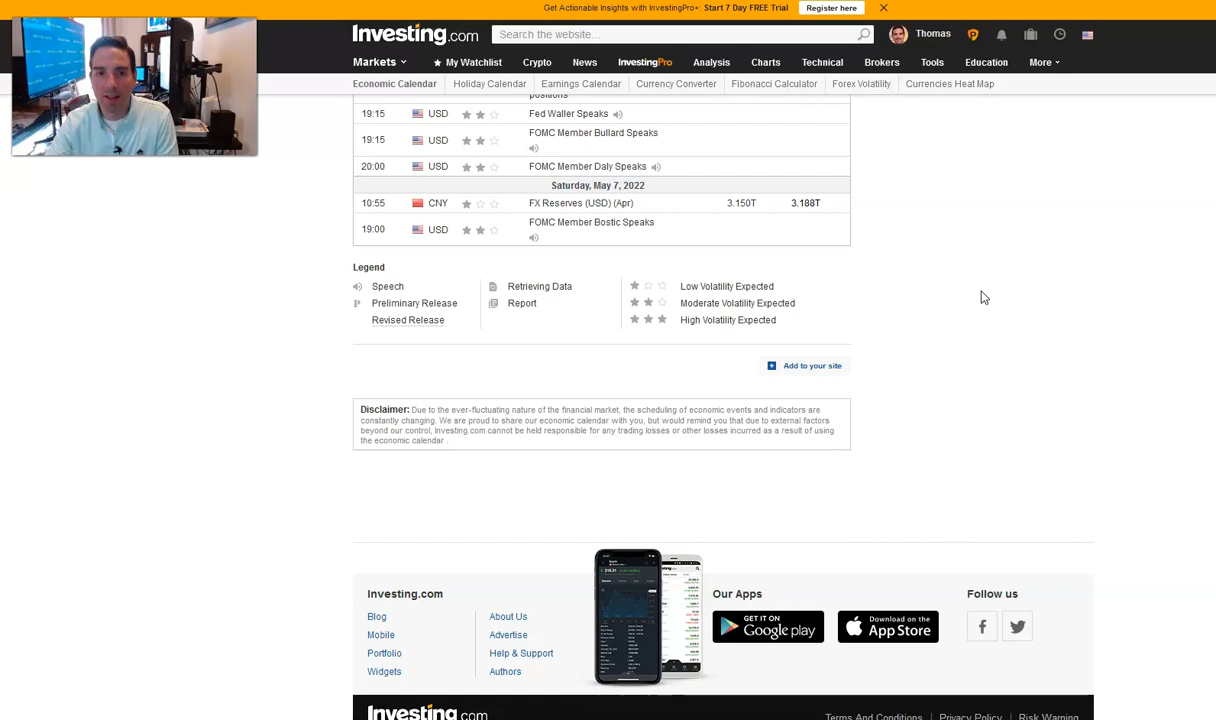 Get Actionable Insights with InvestingPro+: Start 7 Day FREE Trial Register here
Investing.com
Search the website...
Thomas
Markets My Watchlist Crypto News InvestingPro Analysis Charts Technical Brokers Tools Education More
Economic Calendar Holiday Calendar Earnings Calendar Currency Converter Fibonacci Calculator Forex Volatility Currencies Heat Map
positions
19:15 USD Fed Waller Speaks
19:15 USD FOMC Member Bullard Speaks
20:00 USD FOMC Member Daly Speaks
Saturday, May 7, 2022
10:55 CNY FX Reserves (USD) (Apr) 3.150T 3.188T
19:00 USD FOMC Member Bostic Speaks
Legend
Speech Retrieving Data Low Volatility Expected
P Preliminary Release Report Moderate Volatility Expected
Revised Release High Volatility Expected
Add to your site
Disclaimer: Due to the ever-fluctuating nature of the financial market, the scheduling of economic events and indicators are
constantly changing. We are proud to share our economic calendar with you, but would remind you that due to external factors
beyond our control, Investing.com cannot be held responsible for any trading losses or other losses incurred as a result of using
the economic calendar .
Investing.com
Blog About Us
Mobile Advertise
Portfolio Help & Support
Widgets Authors
Our Apps
GET IT ON
Google play
Download on the
App Store
Follow us
Investing.com
Terms And Conditions Privacy Policy Risk Warning